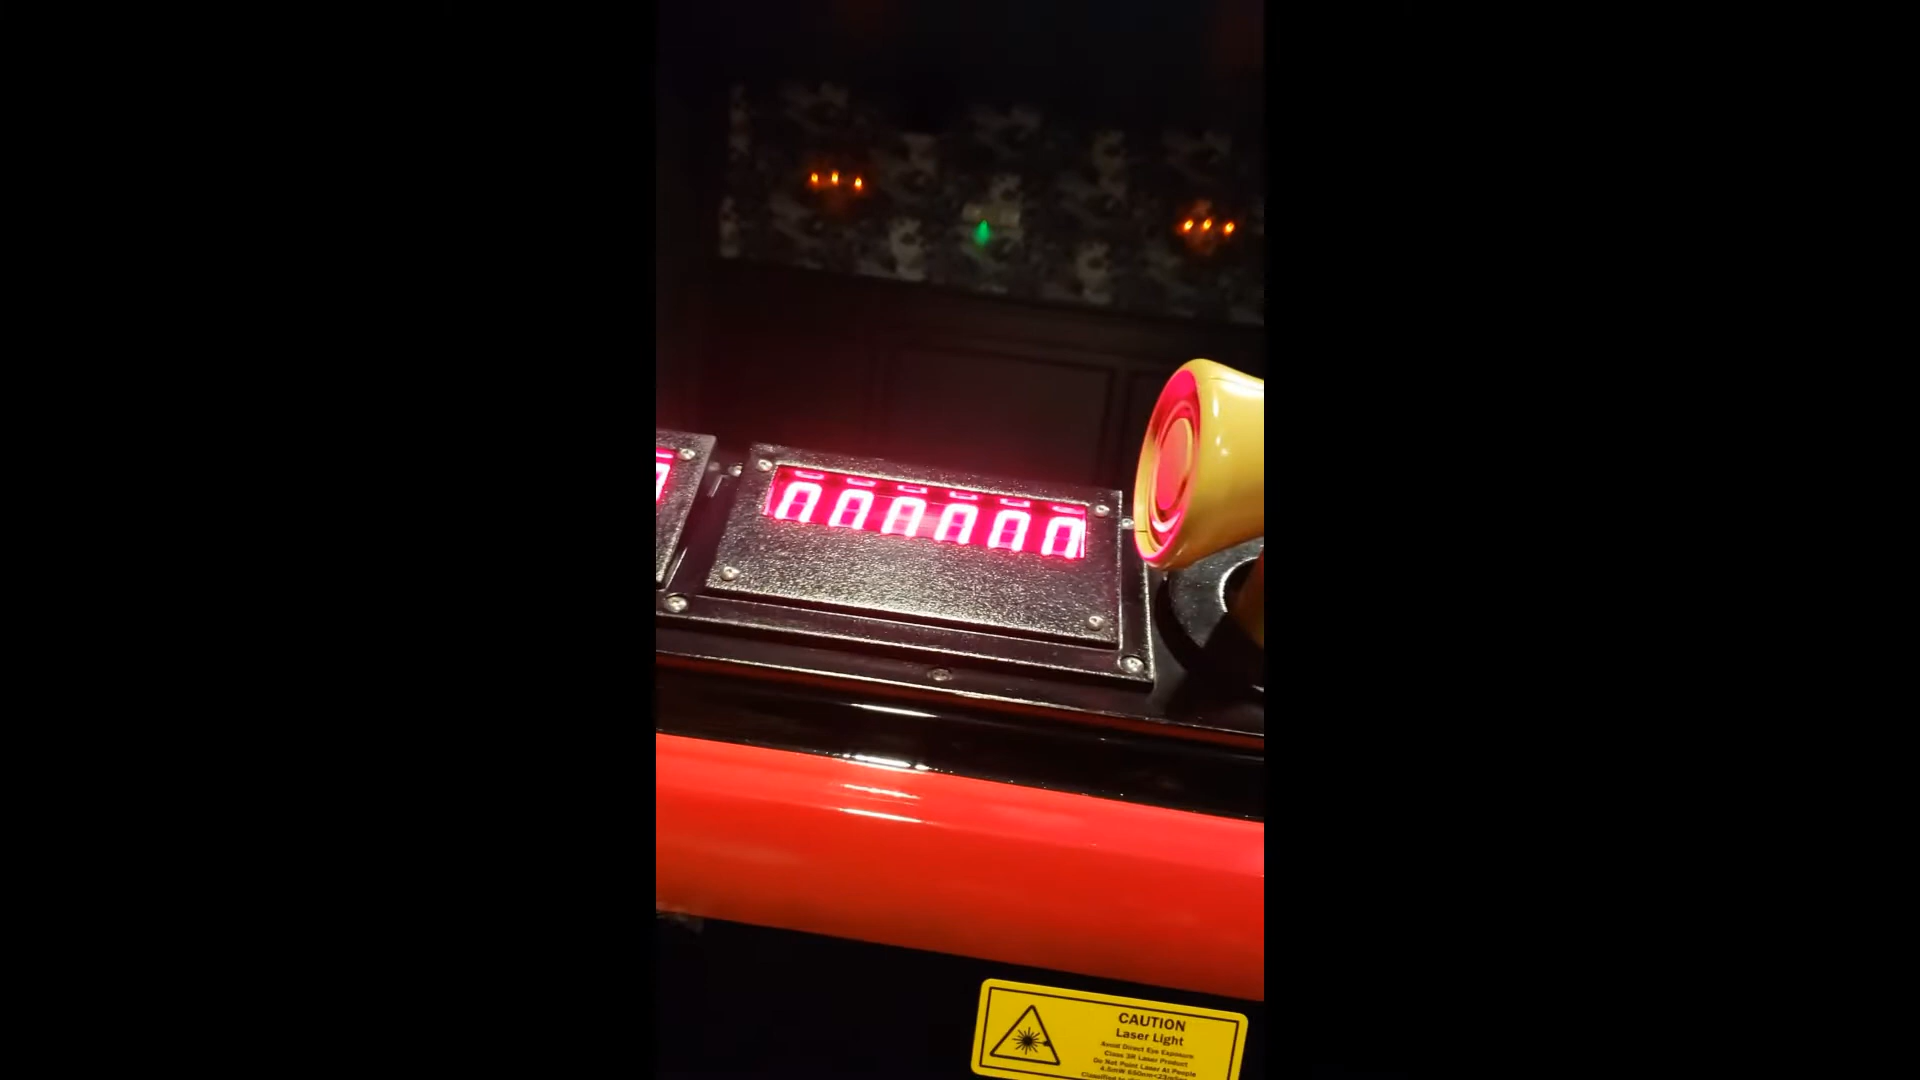 000000
CAUTION
Laser Light
Avoid Direct Eye Exposure
Class 3R Laser Product
Do Not Point Laser At People